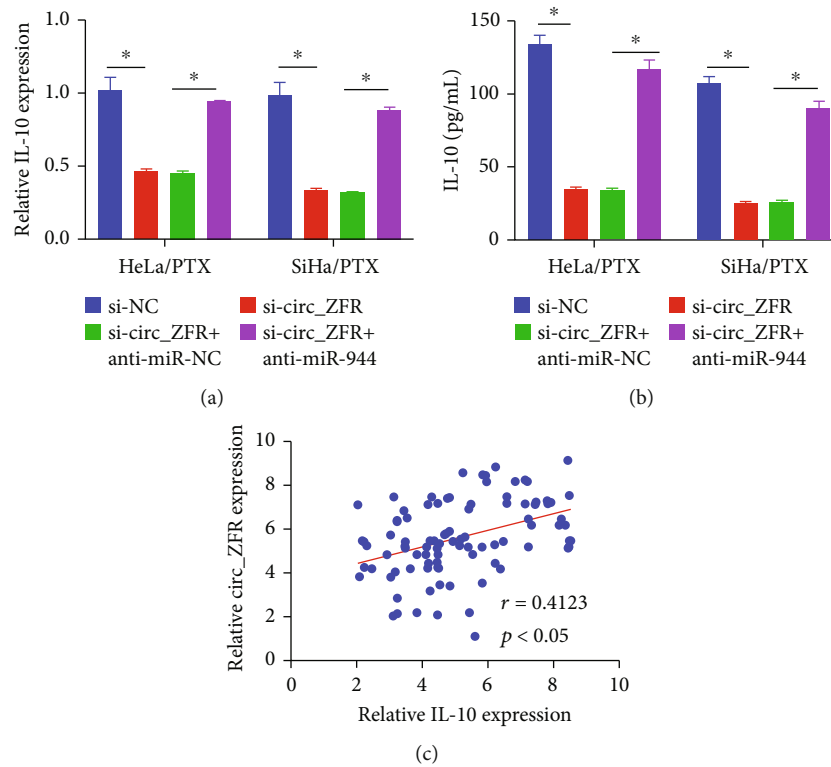 Relative IL-10 expression
1.0
1.0
0.5
0.0
* * * *
HeLa/PTX SiHa/PTX
si-NC si-circ_ZFR
si-circ_ZFR+ si-circ_ZFR+
anti-miR-NC anti-miR-944
(a)
IL-10 (pg/mL)
150
100
50
0
* * * *
HeLa/PTX SiHa/PTX
si-NC si-circ_ZFR
si-circ_ZFR+ si-circ_ZFR+
anti-miR-NC anti-miR-944
(b)
Relative circ_ZFR expression
10
8
6
4
2
0
r = 0.4123
p < 0.05
0 2 4 6 8 10
Relative IL-10 expression
(c)